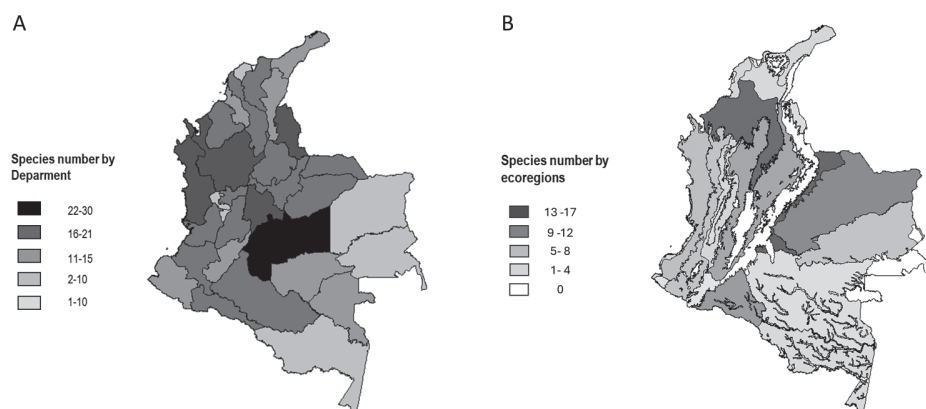 A
Species number by
Deparment
22-30
16-21
11-15
2-10
1-10
B
Species number by
ecoregions
13 -17
9 -12
5- 8
1- 4
0